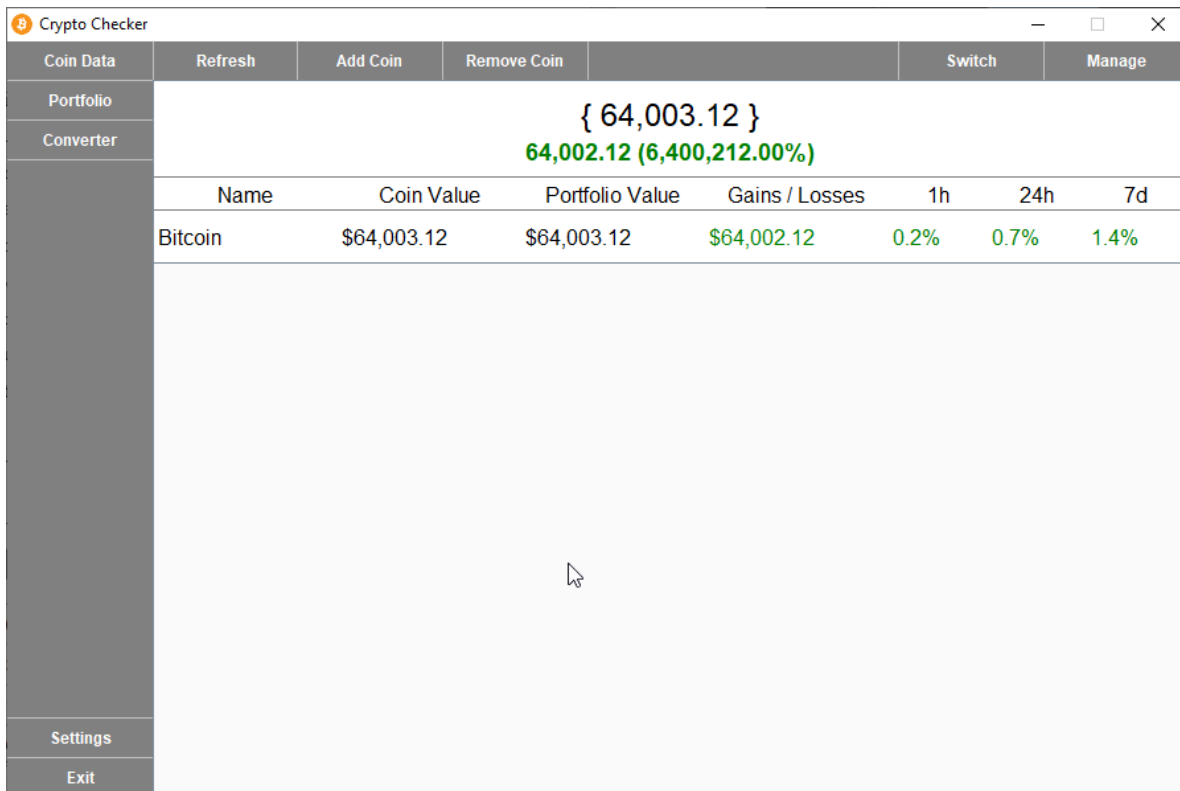 Crypto Checker
Coin Data Refresh Add Coin Remove Coin Switch Manage
Portfolio
Converter
{ 64,003.12 }
64,002.12 (6,400,212.00%)
Name Coin Value Portfolio Value Gains / Losses 1h 24h 7d
Bitcoin $64,003.12 $64,003.12 $64,002.12 0.2% 0.7% 1.4%
Settings
Exit